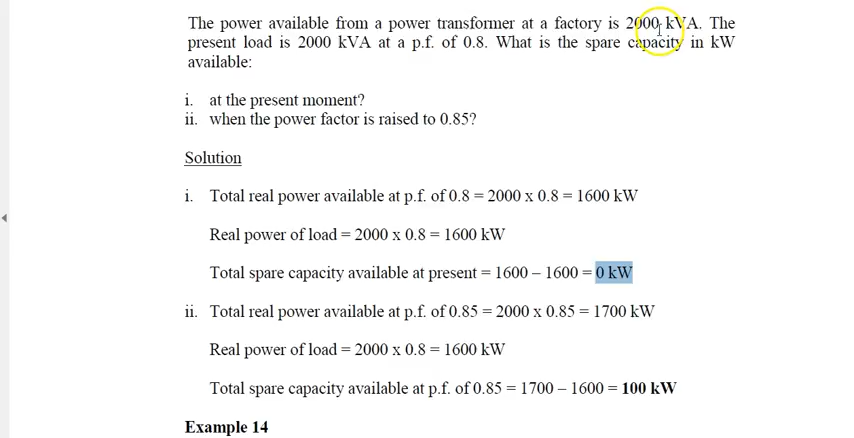 The power available from a power transformer at a factory is 2000 kVA. The
present load is 2000 kVA at a p.f. of 0.8. What is the spare capacity in kW
available:
i. at the present moment?
ii. when the power factor is raised to 0.85?
Solution
i. Total real power available at p.f. of 0.8 = 2000 x 0.8 = 1600 kW
Real power of load = 2000 x 0.8 = 1600 kW
Total spare capacity available at present = 1600 – 1600 = 0 kW
ii. Total real power available at p.f. of 0.85 = 2000 x 0.85 = 1700 kW
Real power of load = 2000 x 0.8 = 1600 kW
Total spare capacity available at p.f. of 0.85 = 1700 – 1600 = 100 kW
Example 14